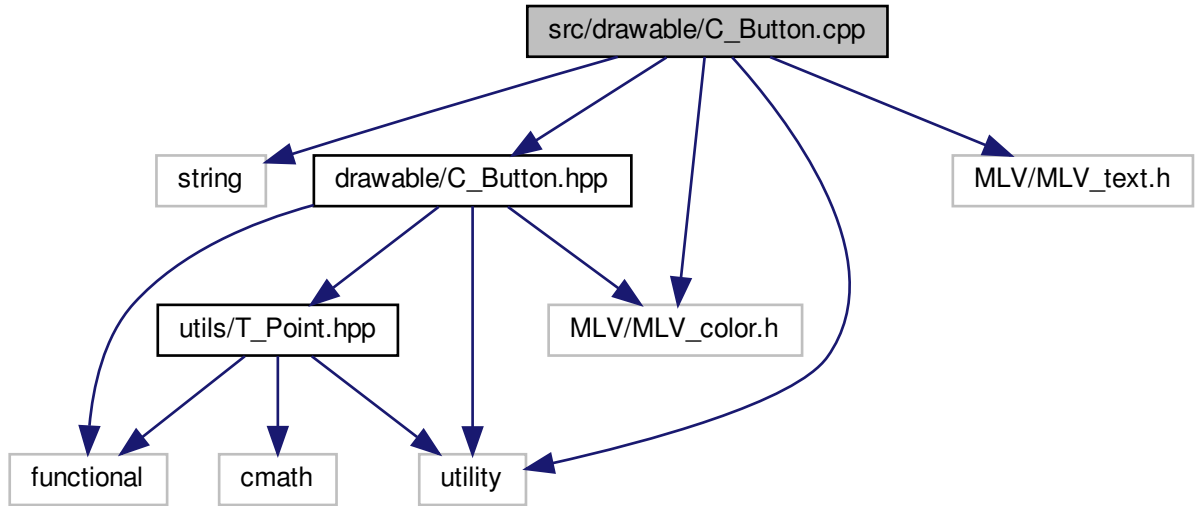 src/drawable/C_Button.cpp
string
drawable/C_Button.hpp
MLV/MLV_text.h
utils/T_Point.hpp
MLV/MLV_color.h
functional
cmath
utility